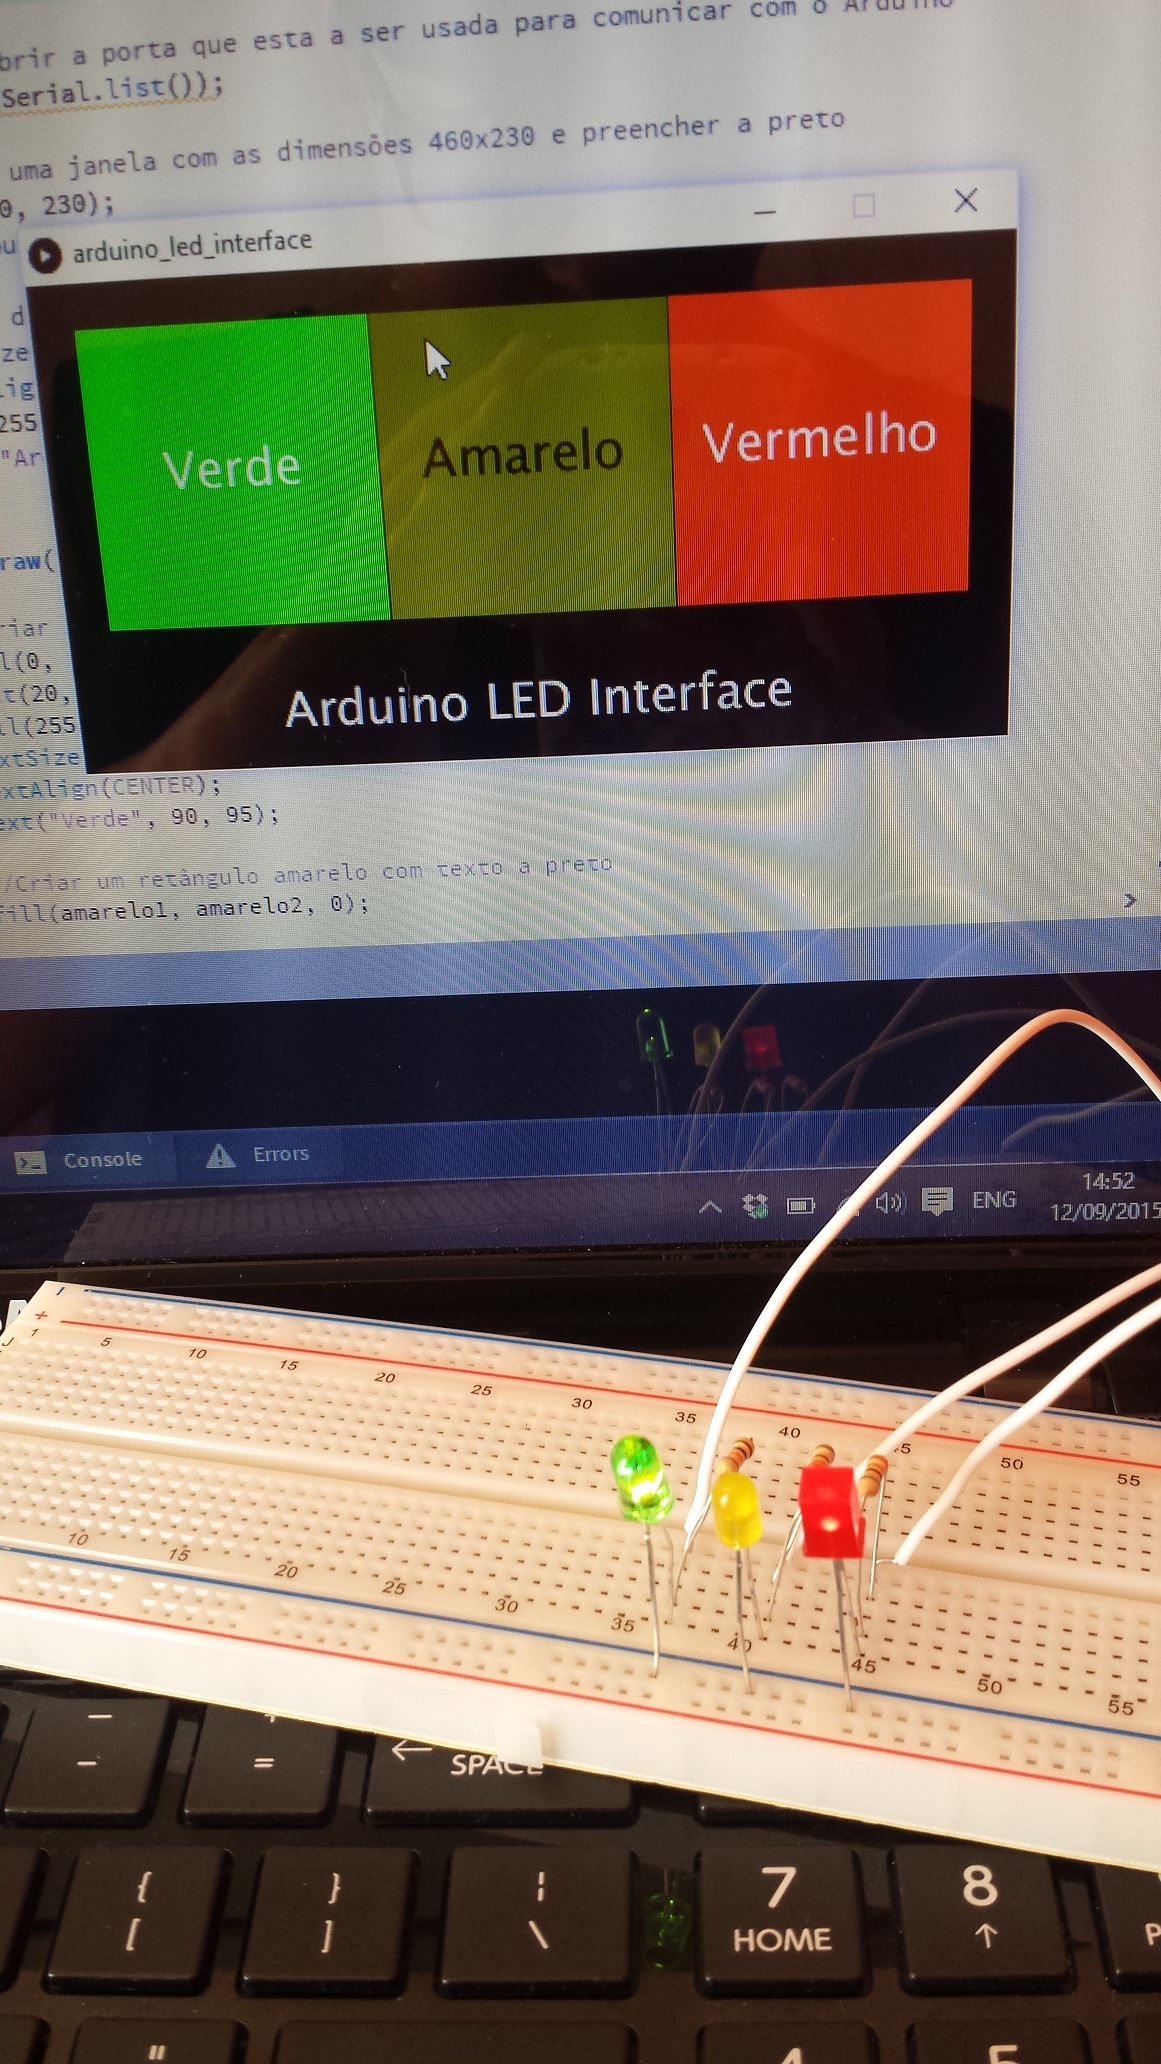 a porta que esta a ser usada para comunicar com o Arduino
Serial.list());
uma janela com as dimensões 460x230 e preencher a preto
0, 230);
arduino_led_interface
Verde
Amarelo
Vermelho
Arduino LED Interface
255
"Ar
raw(
(0,
(20,
(255
xtSize
xtAlign(CENTER);
ext("Verde", 90, 95);
/Criar um retângulo amarelo com texto a preto
fill(amarelo1, amarelo2, 0);
Console
Errors
ENG
14:52
12/09/2015
+
1 5 10 15 20 25 30 35 40 45 50 55
10 15 20 25 30 35 40 45 50 55
- =
- ← SPACE
{ } ¦ 7 8
[ ] \ HOME ↑
"